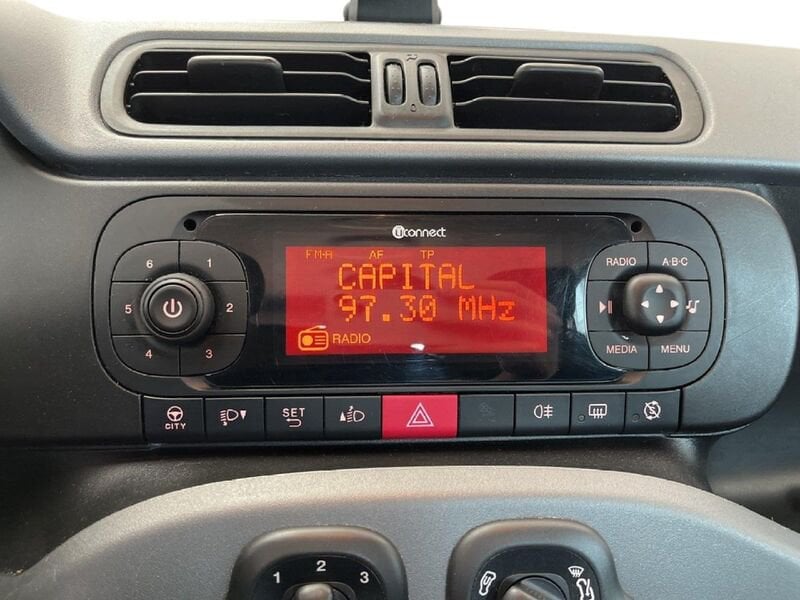 Uconnect
FM-A AF TP
CAPITAL
97.30 MHz
RADIO
6 1
5 2
4 3
RADIO A·B·C
MEDIA MENU
CITY
SET
1 2 3